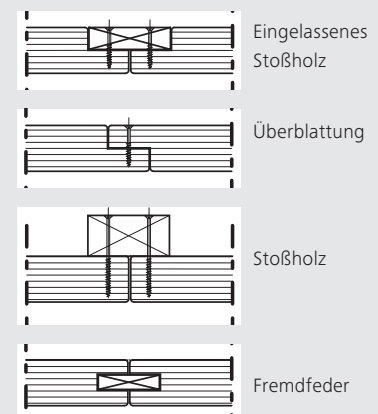 Eingelassenes
Stoßholz
Überblattung
Stoßholz
Fremdfeder